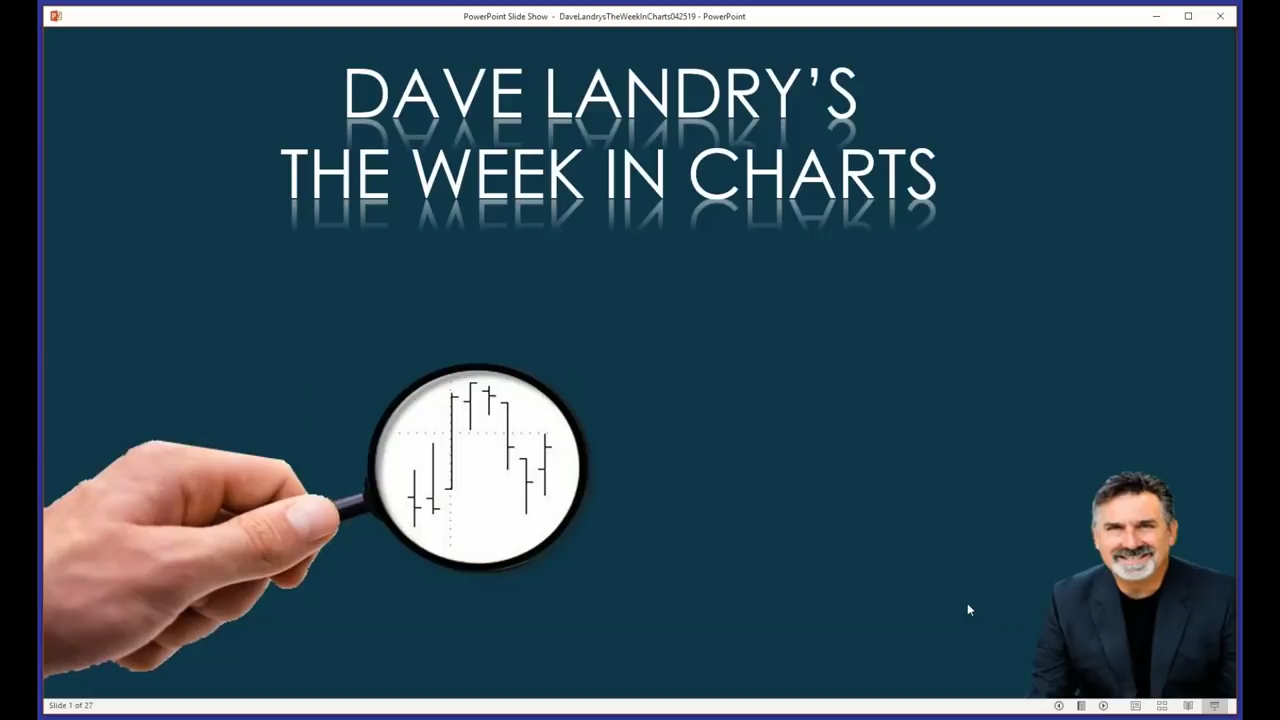 PowerPoint Slide Show - DaveLandrysTheWeekInCharts042519 - PowerPoint
DAVE LANDRY'S
THE WEEK IN CHARTS
Slide 1 of 27